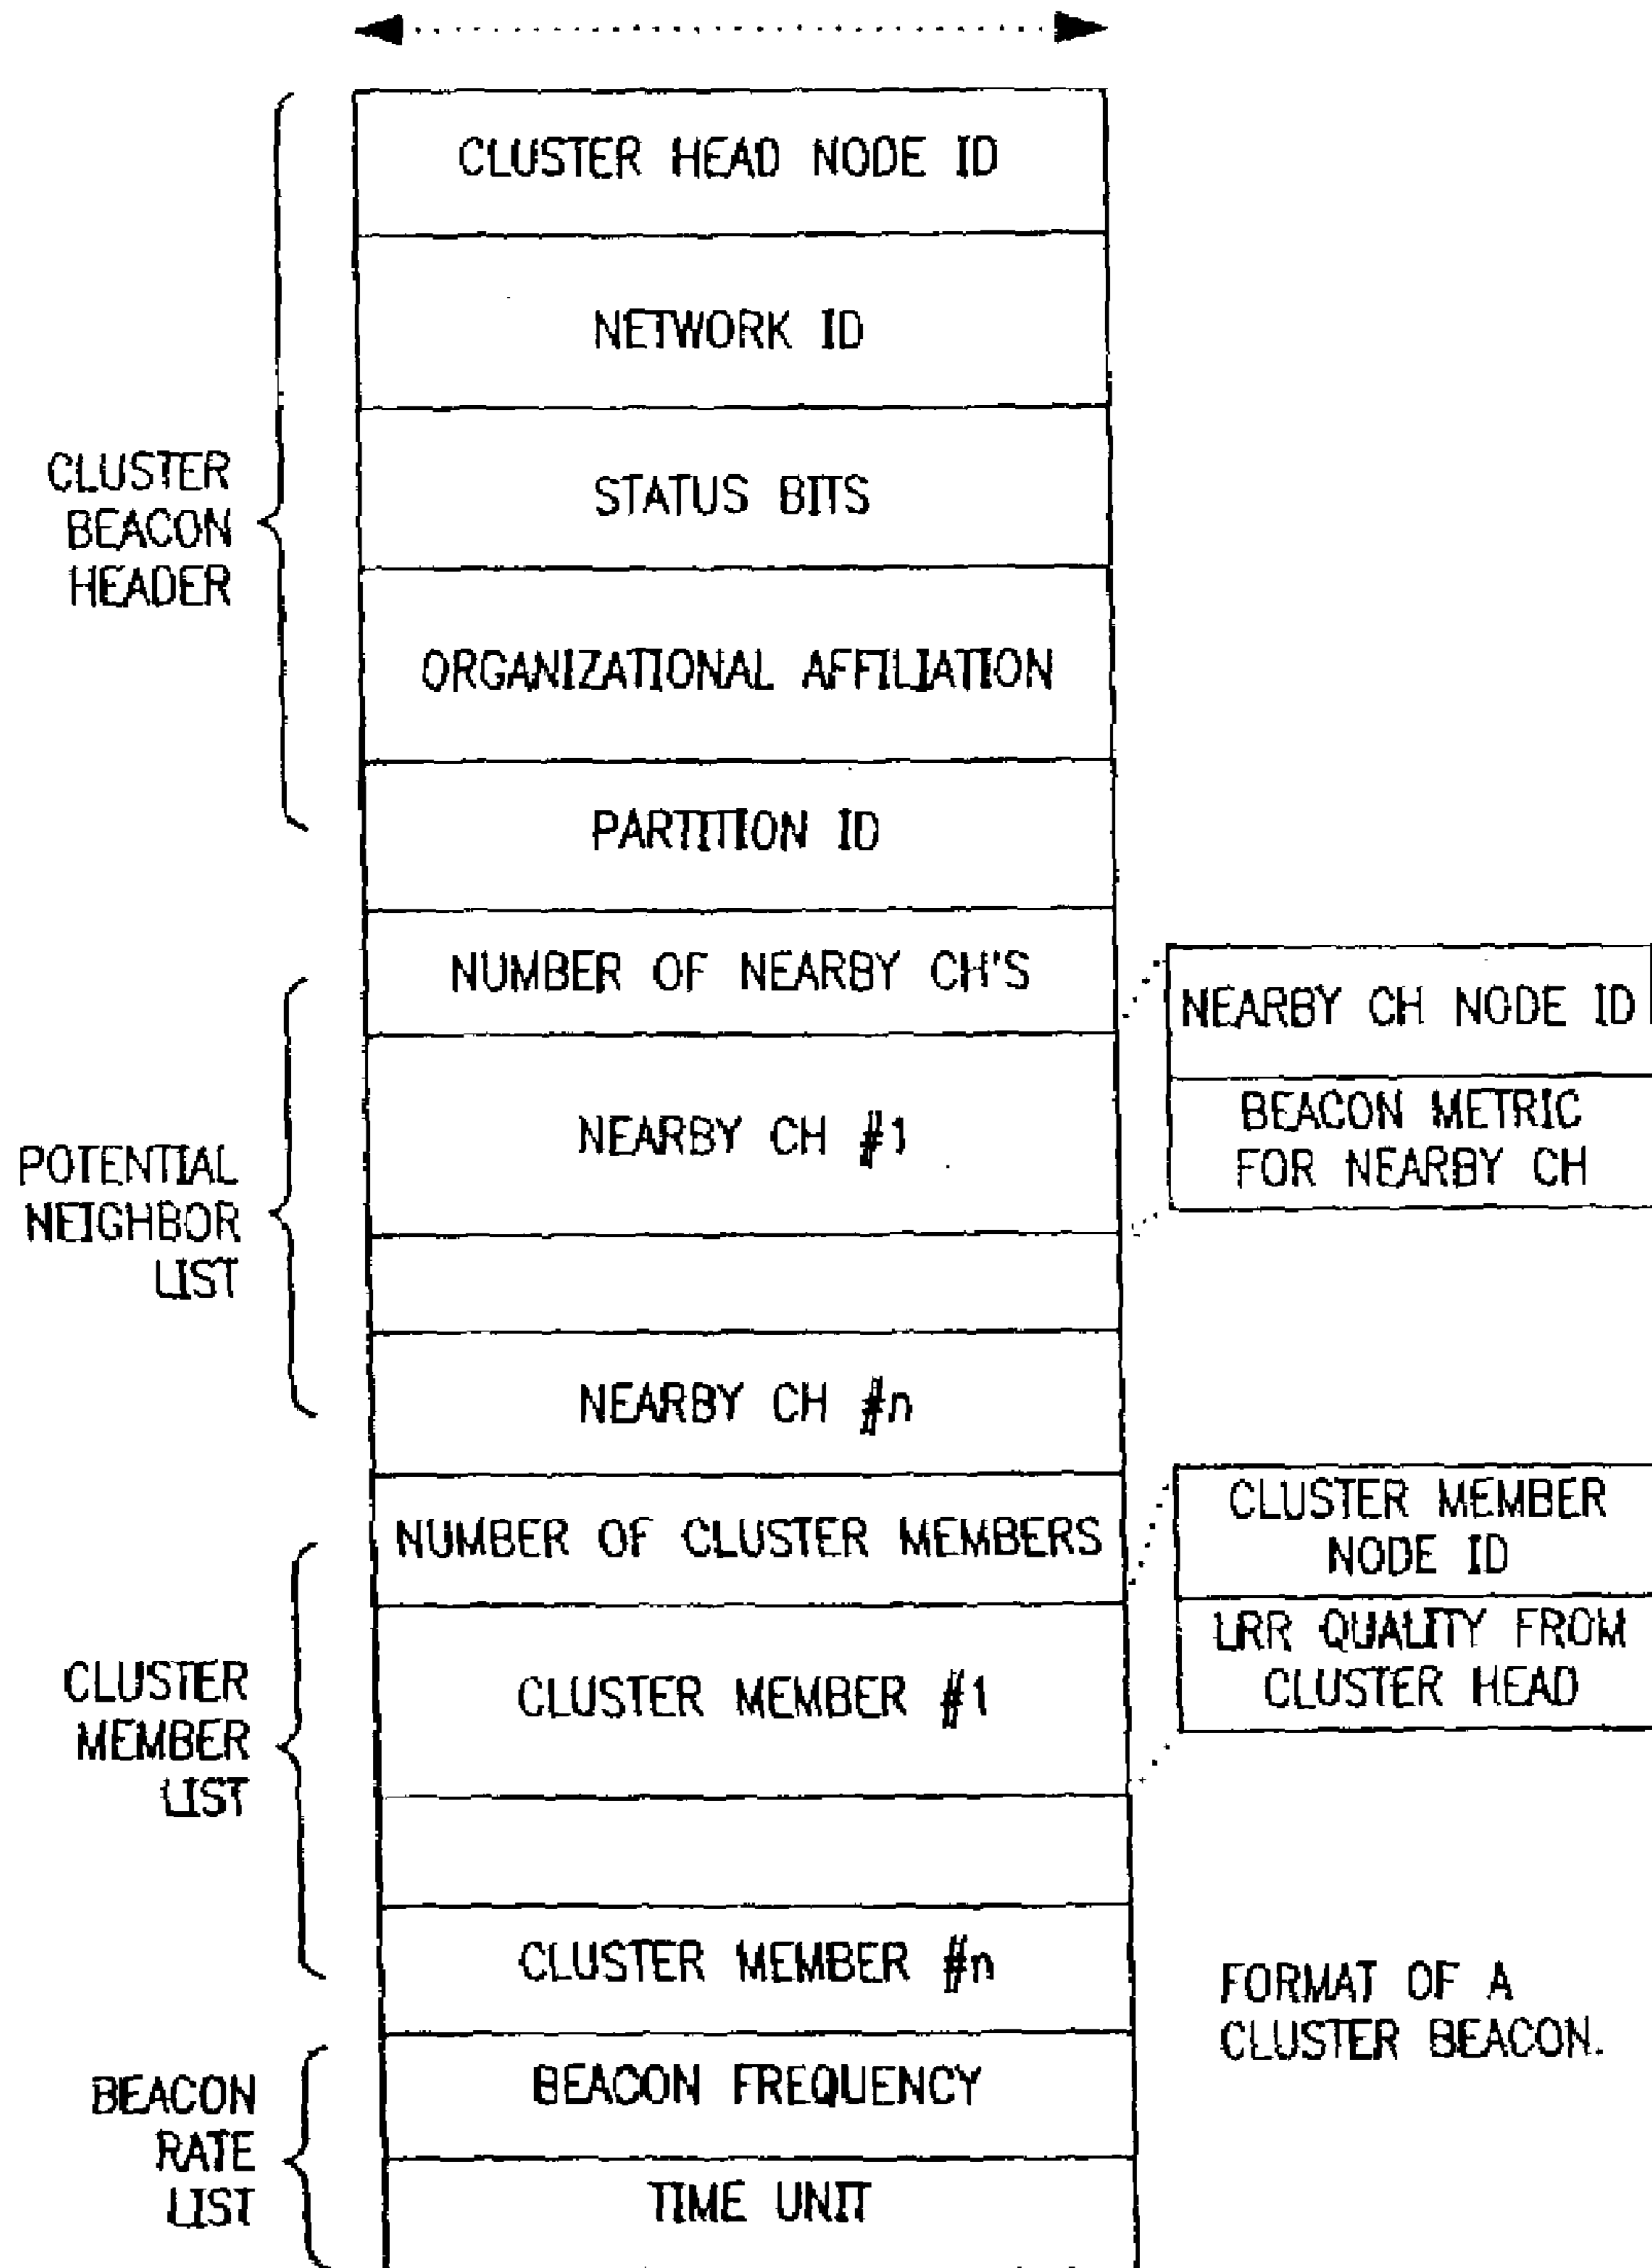 CLUSTER HEAD NODE ID
NETWORK ID
STATUS BITS
ORGANIZATIONAL AFFILIATION
PARTITION ID
CLUSTER
BEACON
HEADER
NUMBER OF NEARBY CH'S
NEARBY CH #1
NEARBY CH #n
POTENTIAL
NEIGHBOR
LIST
NEARBY CH NODE ID
BEACON METRIC
FOR NEARBY CH
NUMBER OF CLUSTER MEMBERS
CLUSTER MEMBER #1
CLUSTER MEMBER #n
CLUSTER
MEMBER
LIST
CLUSTER MEMBER
NODE ID
LRR QUALITY FROM
CLUSTER HEAD
BEACON FREQUENCY
TIME UNIT
BEACON
RATE
LIST
FORMAT OF A
CLUSTER BEACON.